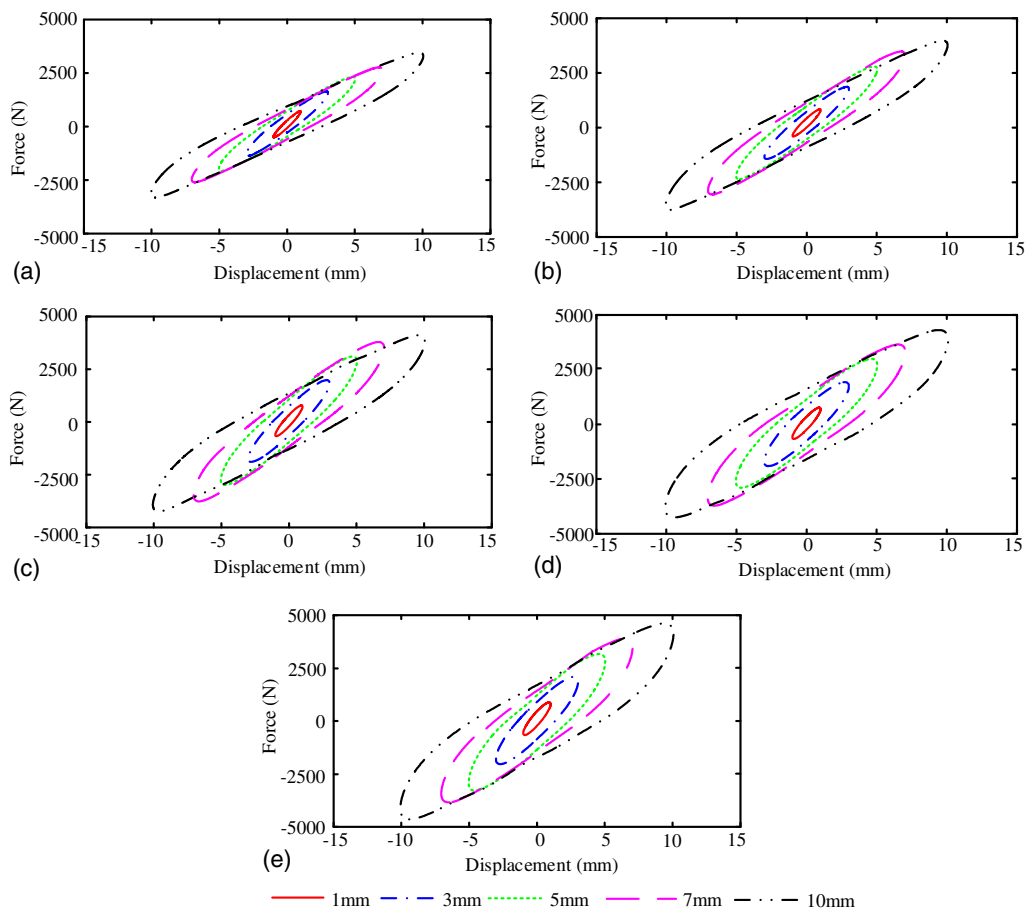 5000
2500
0
-2500
-5000
Force (N)
-15 -10 -5 0 5 10 15
Displacement (mm)
(a)
5000
2500
0
-2500
-5000
Force (N)
-15 -10 -5 0 5 10 15
Displacement (mm)
(b)
5000
2500
0
-2500
-5000
Force (N)
-15 -10 -5 0 5 10 15
Displacement (mm)
(c)
5000
2500
0
-2500
-5000
Force (N)
-15 -10 -5 0 5 10 15
Displacement (mm)
(d)
5000
2500
0
-2500
-5000
Force (N)
-15 -10 -5 0 5 10 15
Displacement (mm)
(e)
1mm 3mm 5mm 7mm 10mm